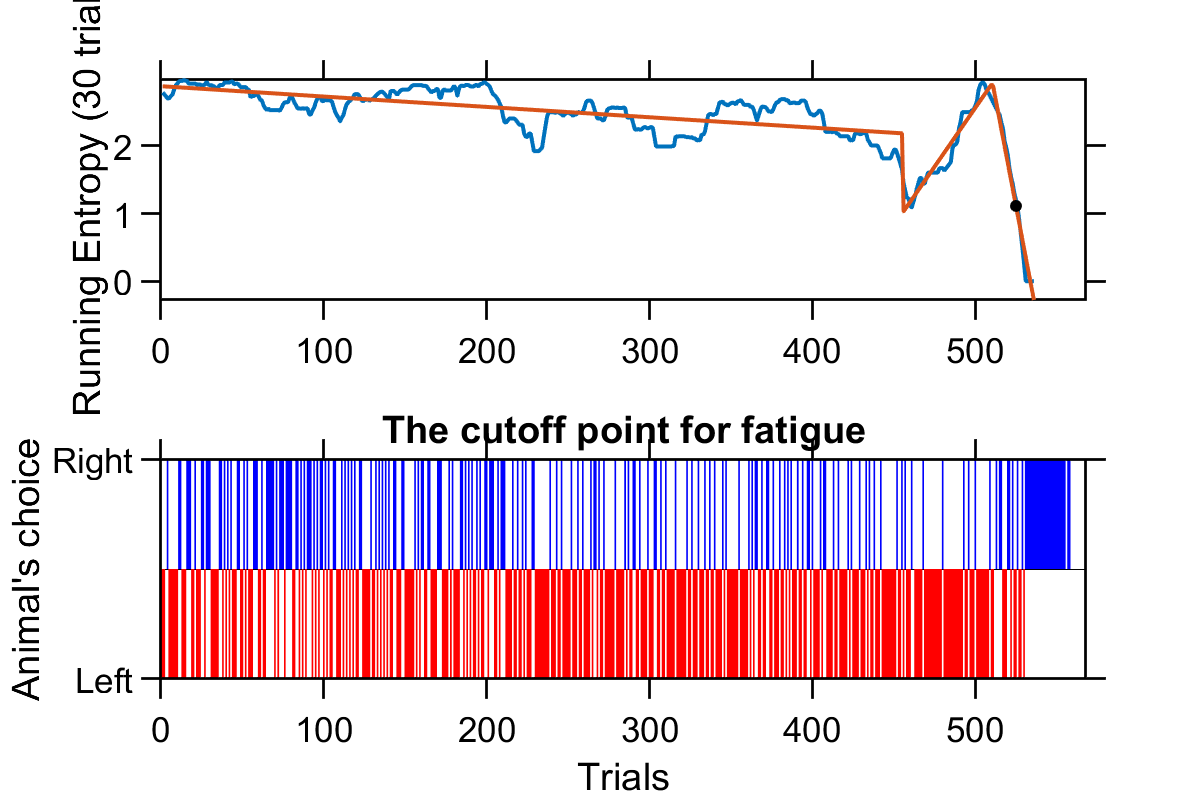 Running Entropy (30 trial
2
1
0
0 100 200 300 400 500
The cutoff point for fatigue
Animal's choice
Right
Left
0 100 200 300 400 500
Trials